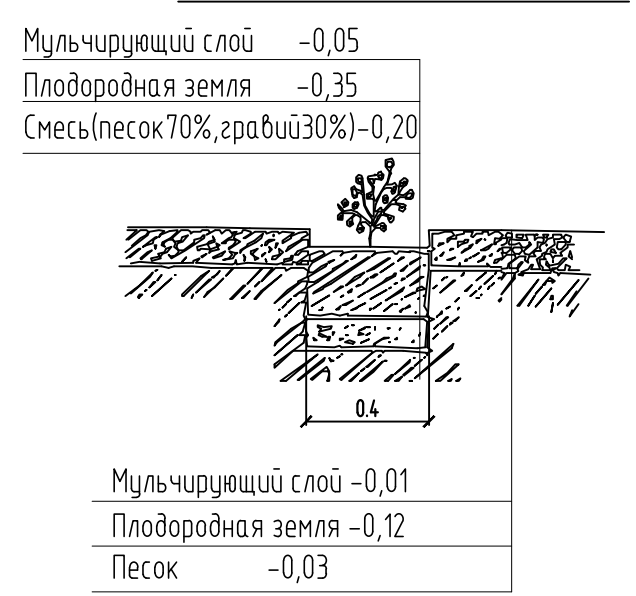 Мульчирующий слой -0,05
Плодородная земля -0,35
Смесь(песок70%,гравий30%)-0,20
0.4
Мульчирующий слой -0,01
Плодородная земля -0,12
Песок -0,03